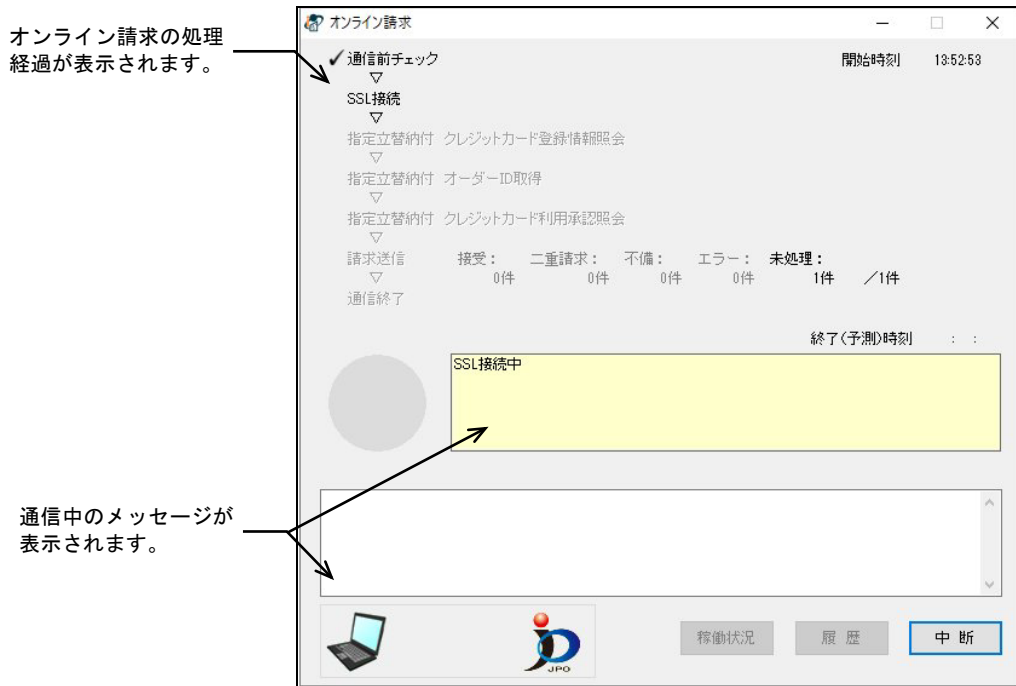 オンライン請求の処理
経過が表示されます。
オンライン請求
✓通信前チェック 開始時刻 13:52:53
▽
SSL接続
▽
指定立替納付 クレジットカード登録情報照会
▽
指定立替納付 オーダーID取得
▽
指定立替納付 クレジットカード利用承認照会
▽
請求送信 接受: 二重請求: 不備: エラー: 未処理:
▽ 0件 0件 0件 0件 1件 /1件
通信終了
終了(予測)時刻 : :
SSL接続中
通信中のメッセージが
表示されます。
JPO
稼働状況 履 歴 中 断